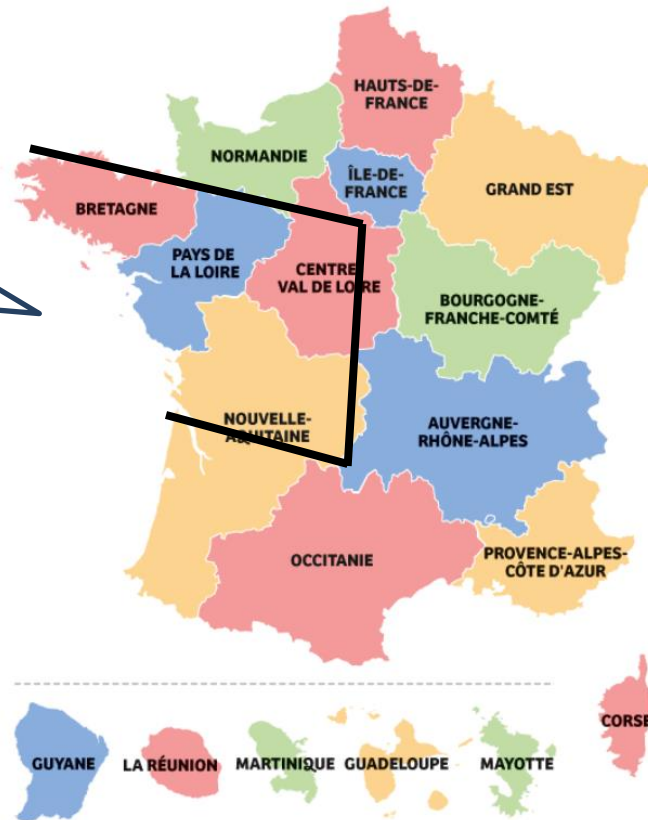 HAUTS-DE-
FRANCE
NORMANDIE
ÎLE-DE-
FRANCE
GRAND EST
BRETAGNE
PAYS DE
LA LOIRE
CENTRE
VAL DE LOIRE
BOURGOGNE-
FRANCHE-COMTÉ
NOUVELLE-
AQUITAINE
AUVERGNE-
RHÔNE-ALPES
OCCITANIE
PROVENCE-ALPES-
CÔTE D'AZUR
CORSE
GUYANE
LA RÉUNION
MARTINIQUE
GUADELOUPE
MAYOTTE